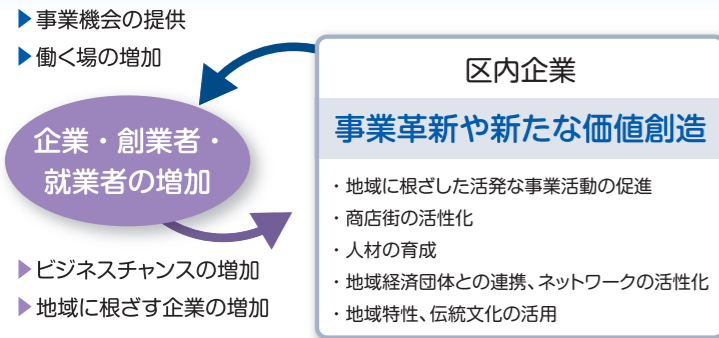 ▶事業機会の提供
▶働く場の増加
企業・創業者・
就業者の増加
▶ビジネスチャンスの増加
▶地域に根ざす企業の増加
区内企業
事業革新や新たな価値創造
・地域に根ざした活発な事業活動の促進
・商店街の活性化
・人材の育成
・地域経済団体との連携、ネットワークの活性化
・地域特性、伝統文化の活用